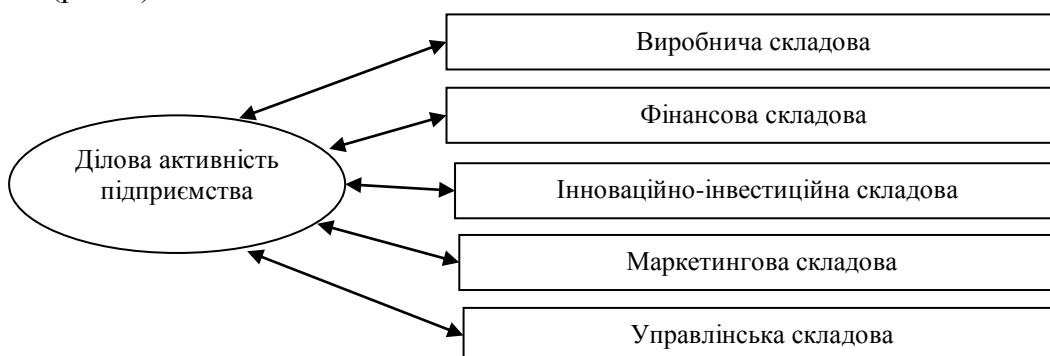 Виробнича складова
Фінансова складова
Ділова активність
підприємства
Інноваційно-інвестиційна складова
Маркетингова складова
Управлінська складова